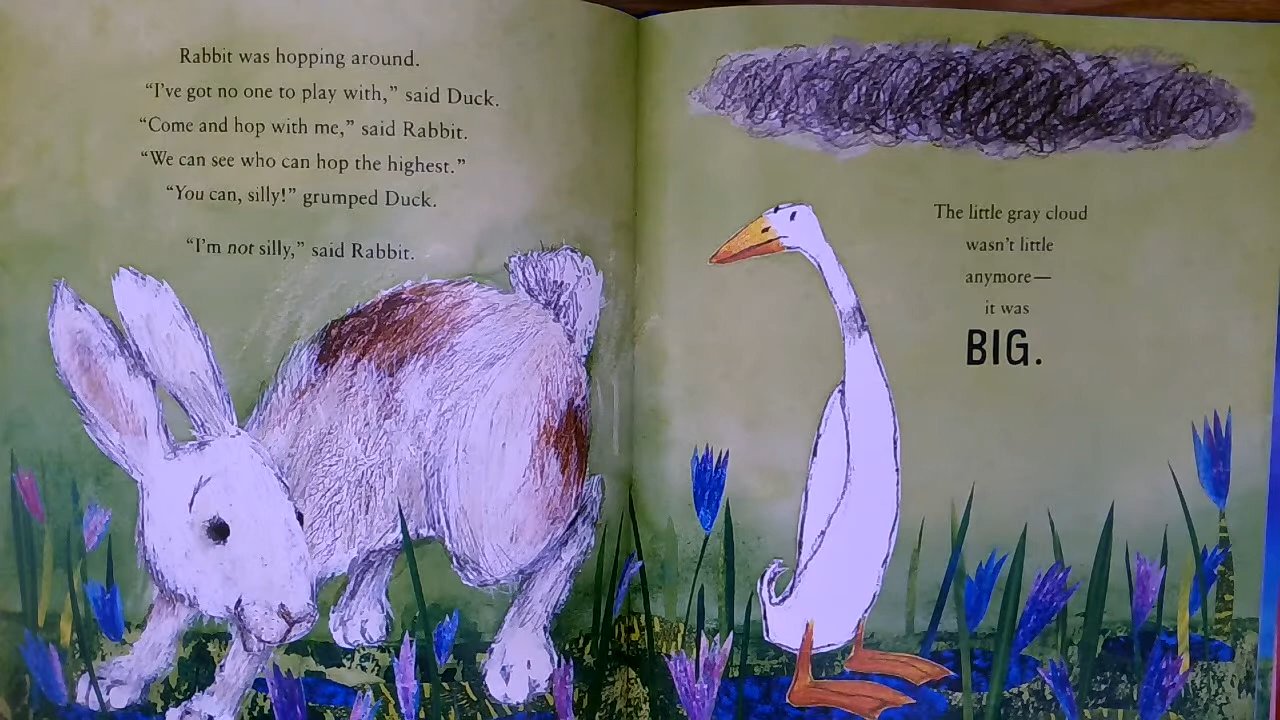 Rabbit was hopping around.
“I’ve got no one to play with,” said Duck.
“Come and hop with me,” said Rabbit.
“We can see who can hop the highest.”
“You can, silly!” grumped Duck.
“I’m not silly,” said Rabbit.
The little gray cloud
wasn’t little
anymore—
it was
BIG.